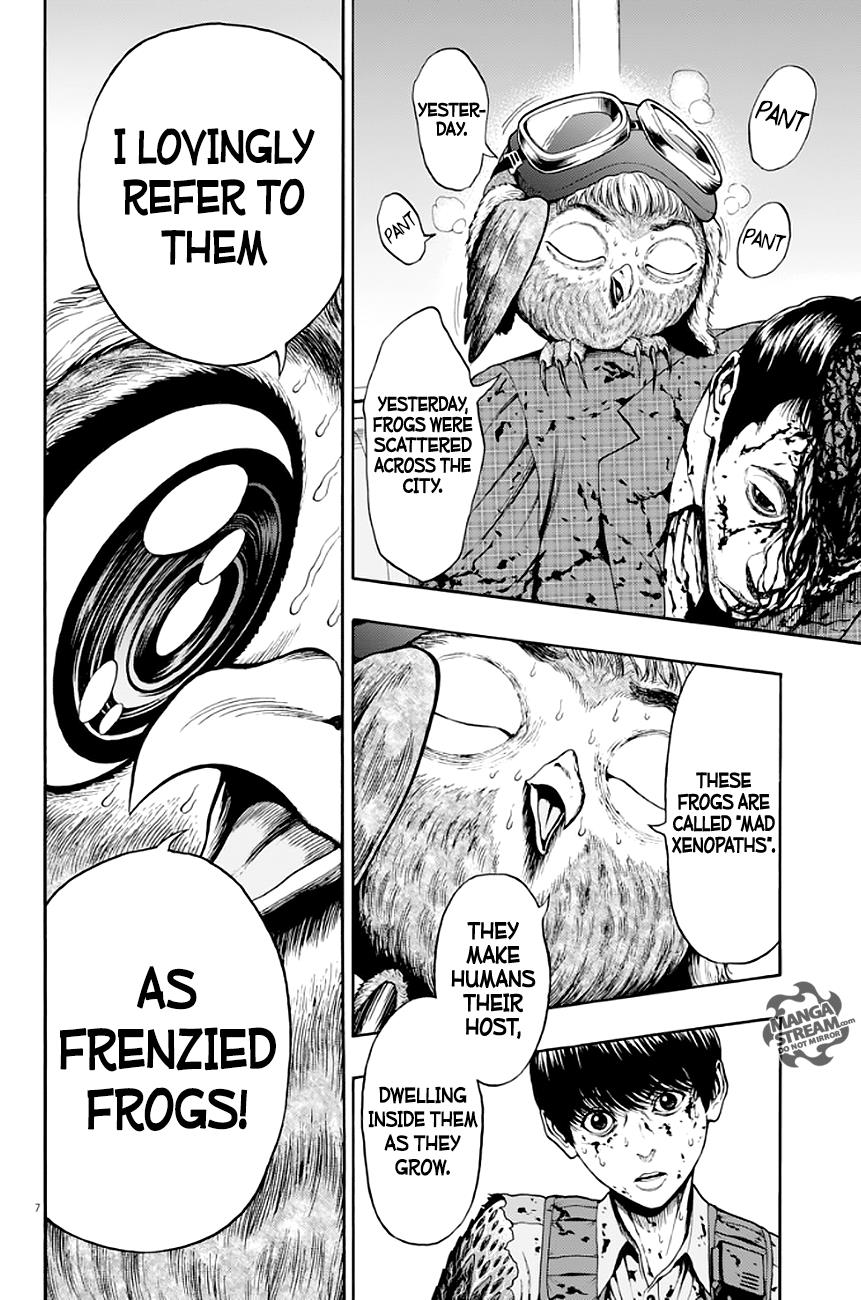 YESTER-
DAY.
PANT
PANT
PANT
YESTERDAY,
FROGS WERE
SCATTERED
ACROSS THE
CITY.
THESE
FROGS ARE
CALLED "MAD
XENOPATHS".
THEY
MAKE
HUMANS
THEIR
HOST,
DWELLING
INSIDE THEM
AS THEY
GROW.
I LOVINGLY
REFER TO
THEM
AS
FRENZIED
FROGS!
MANGA
STREAM.com
DO NOT MIRROR
7